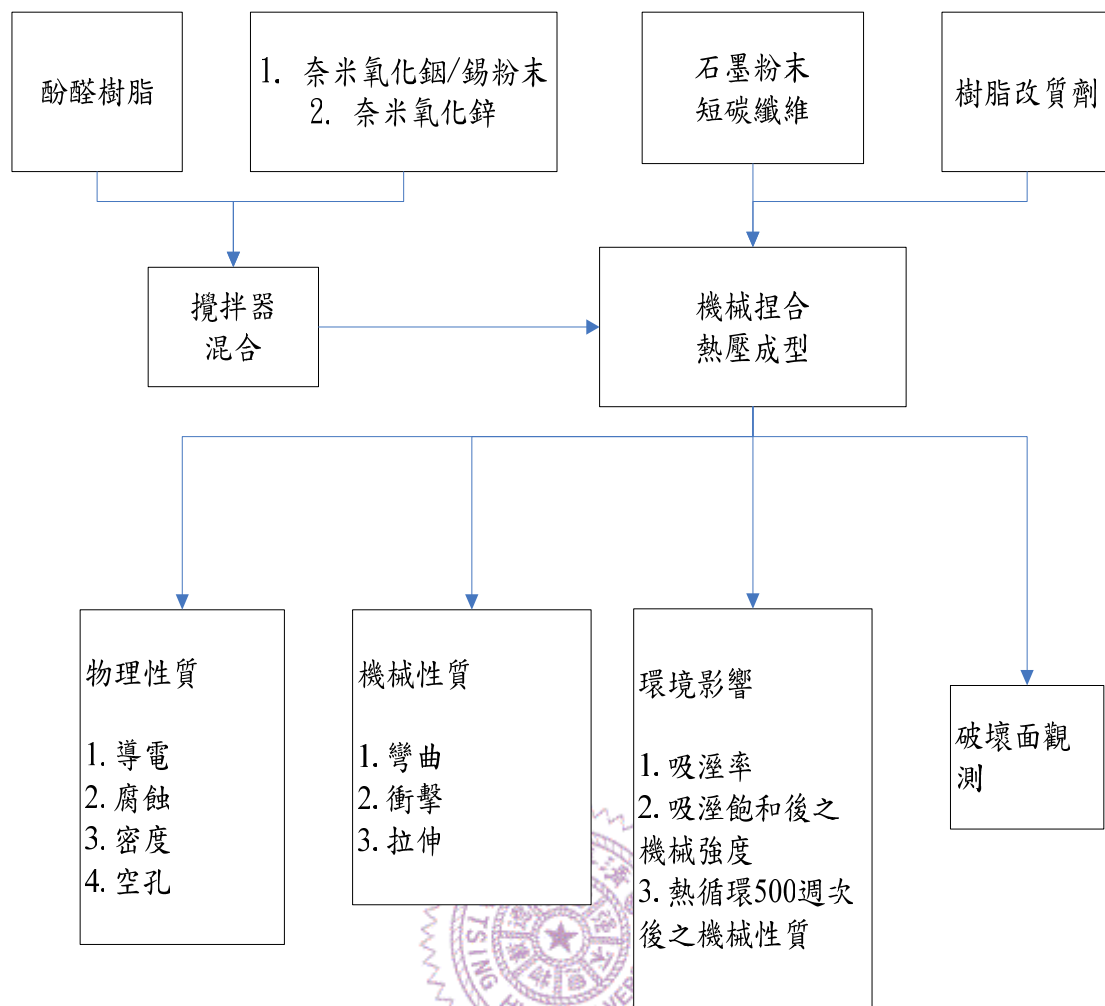 酚醛樹脂
1. 奈米氧化銦/錫粉末
2. 奈米氧化鋅
石墨粉末
短碳纖維
樹脂改質劑
攪拌器
混合
機械捏合
熱壓成型
物理性質
1. 導電
2. 腐蝕
3. 密度
4. 空孔
機械性質
1. 彎曲
2. 衝擊
3. 拉伸
環境影響
1. 吸溼率
2. 吸溼飽和後之
機械強度
3. 熱循環500週次
後之機械性質
破壞面觀
測
TSING H